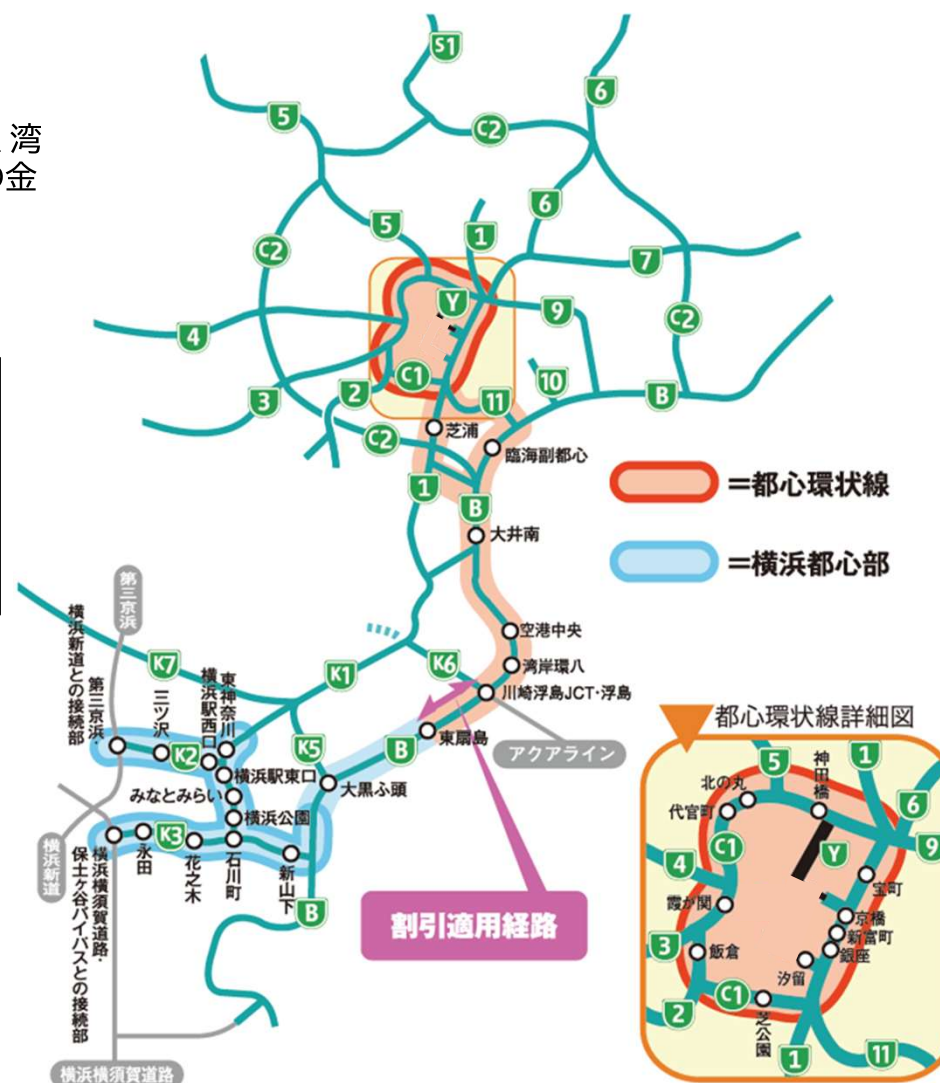 湾
金
S1
6
5
C2
6
5
1
C2
7
Y
9
C2
4
C1
10
2
11
B
3
C2
芝浦
臨海副都心
=都心環状線
1
B
大井南
=横浜都心部
第三京浜
空港中央
湾岸環八
K7
K1
K6
川崎浮島JCT・浮島
横浜新道との接続部
第三京浜・
三ツ沢
横浜駅西口
東神奈川
K2
K5
B
東扇島
アクアライン
横浜駅東口
大黒ふ頭
みなとみらい
横浜公園
K3
横浜新道
横浜横須賀道路・
保土ヶ谷バイパスとの接続部
永田
花之木
石川町
新山下
B
割引適用経路
横浜横須賀道路
都心環状線詳細図
5
神田橋
1
北の丸
代官町
6
C1
Y
9
4
宝町
霞が関
京橋
新富町
3
飯倉
銀座
汐留
C1
2
芝公園
1
11